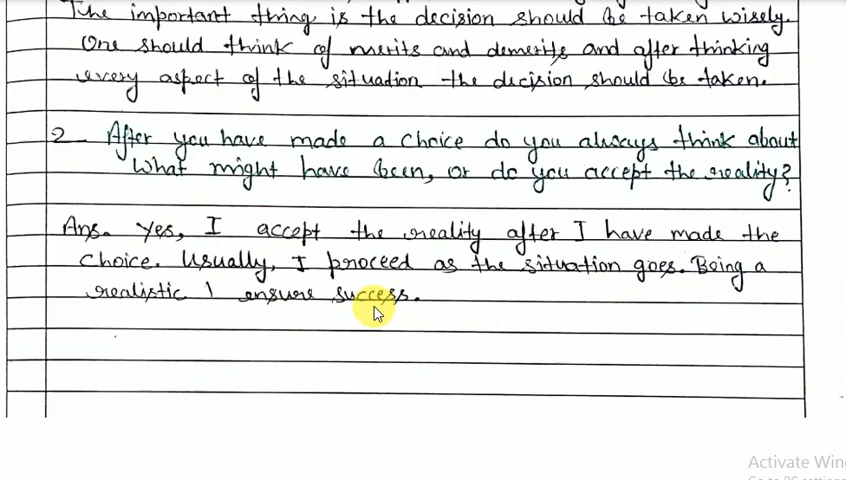 The important thing is the decision should be taken wisely.
One should think of merits and demerits and after thinking
every aspect of the situation the decision should be taken.
2 After you have made a choice do you always think about
What might have been, or do you accept the reality?
Ans. Yes, I accept the reality after I have made the
choice. Usually, I proceed as the situation goes. Being a
realistic I ensure success.
Activate Win